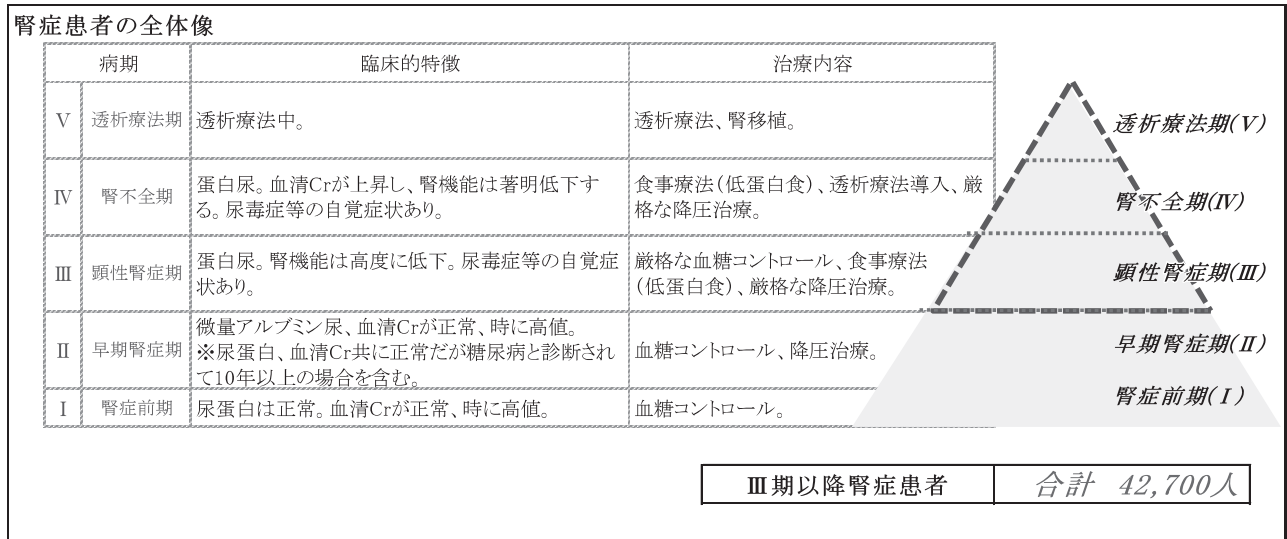 腎症患者の全体像
病期 臨床的特徴 治療内容
Ⅴ 透析療法期 透析療法中。 透析療法、腎移植。
Ⅳ 腎不全期 蛋白尿。血清Crが上昇し、腎機能は著明低下す
る。尿毒症等の自覚症状あり。 食事療法(低蛋白食)、透析療法導入、厳
格な降圧治療。
Ⅲ 顕性腎症期 蛋白尿。腎機能は高度に低下。尿毒症等の自覚症
状あり。 厳格な血糖コントロール、食事療法
(低蛋白食)、厳格な降圧治療。
Ⅱ 早期腎症期 微量アルブミン尿、血清Crが正常、時に高値。
※尿蛋白、血清Cr共に正常だが糖尿病と診断され
て10年以上の場合を含む。 血糖コントロール、降圧治療。
Ⅰ 腎症前期 尿蛋白は正常。血清Crが正常、時に高値。 血糖コントロール。
透析療法期(Ⅴ)
腎不全期(Ⅳ)
顕性腎症期(Ⅲ)
早期腎症期(Ⅱ)
腎症前期(Ⅰ)
Ⅲ期以降腎症患者 合計 42,700人